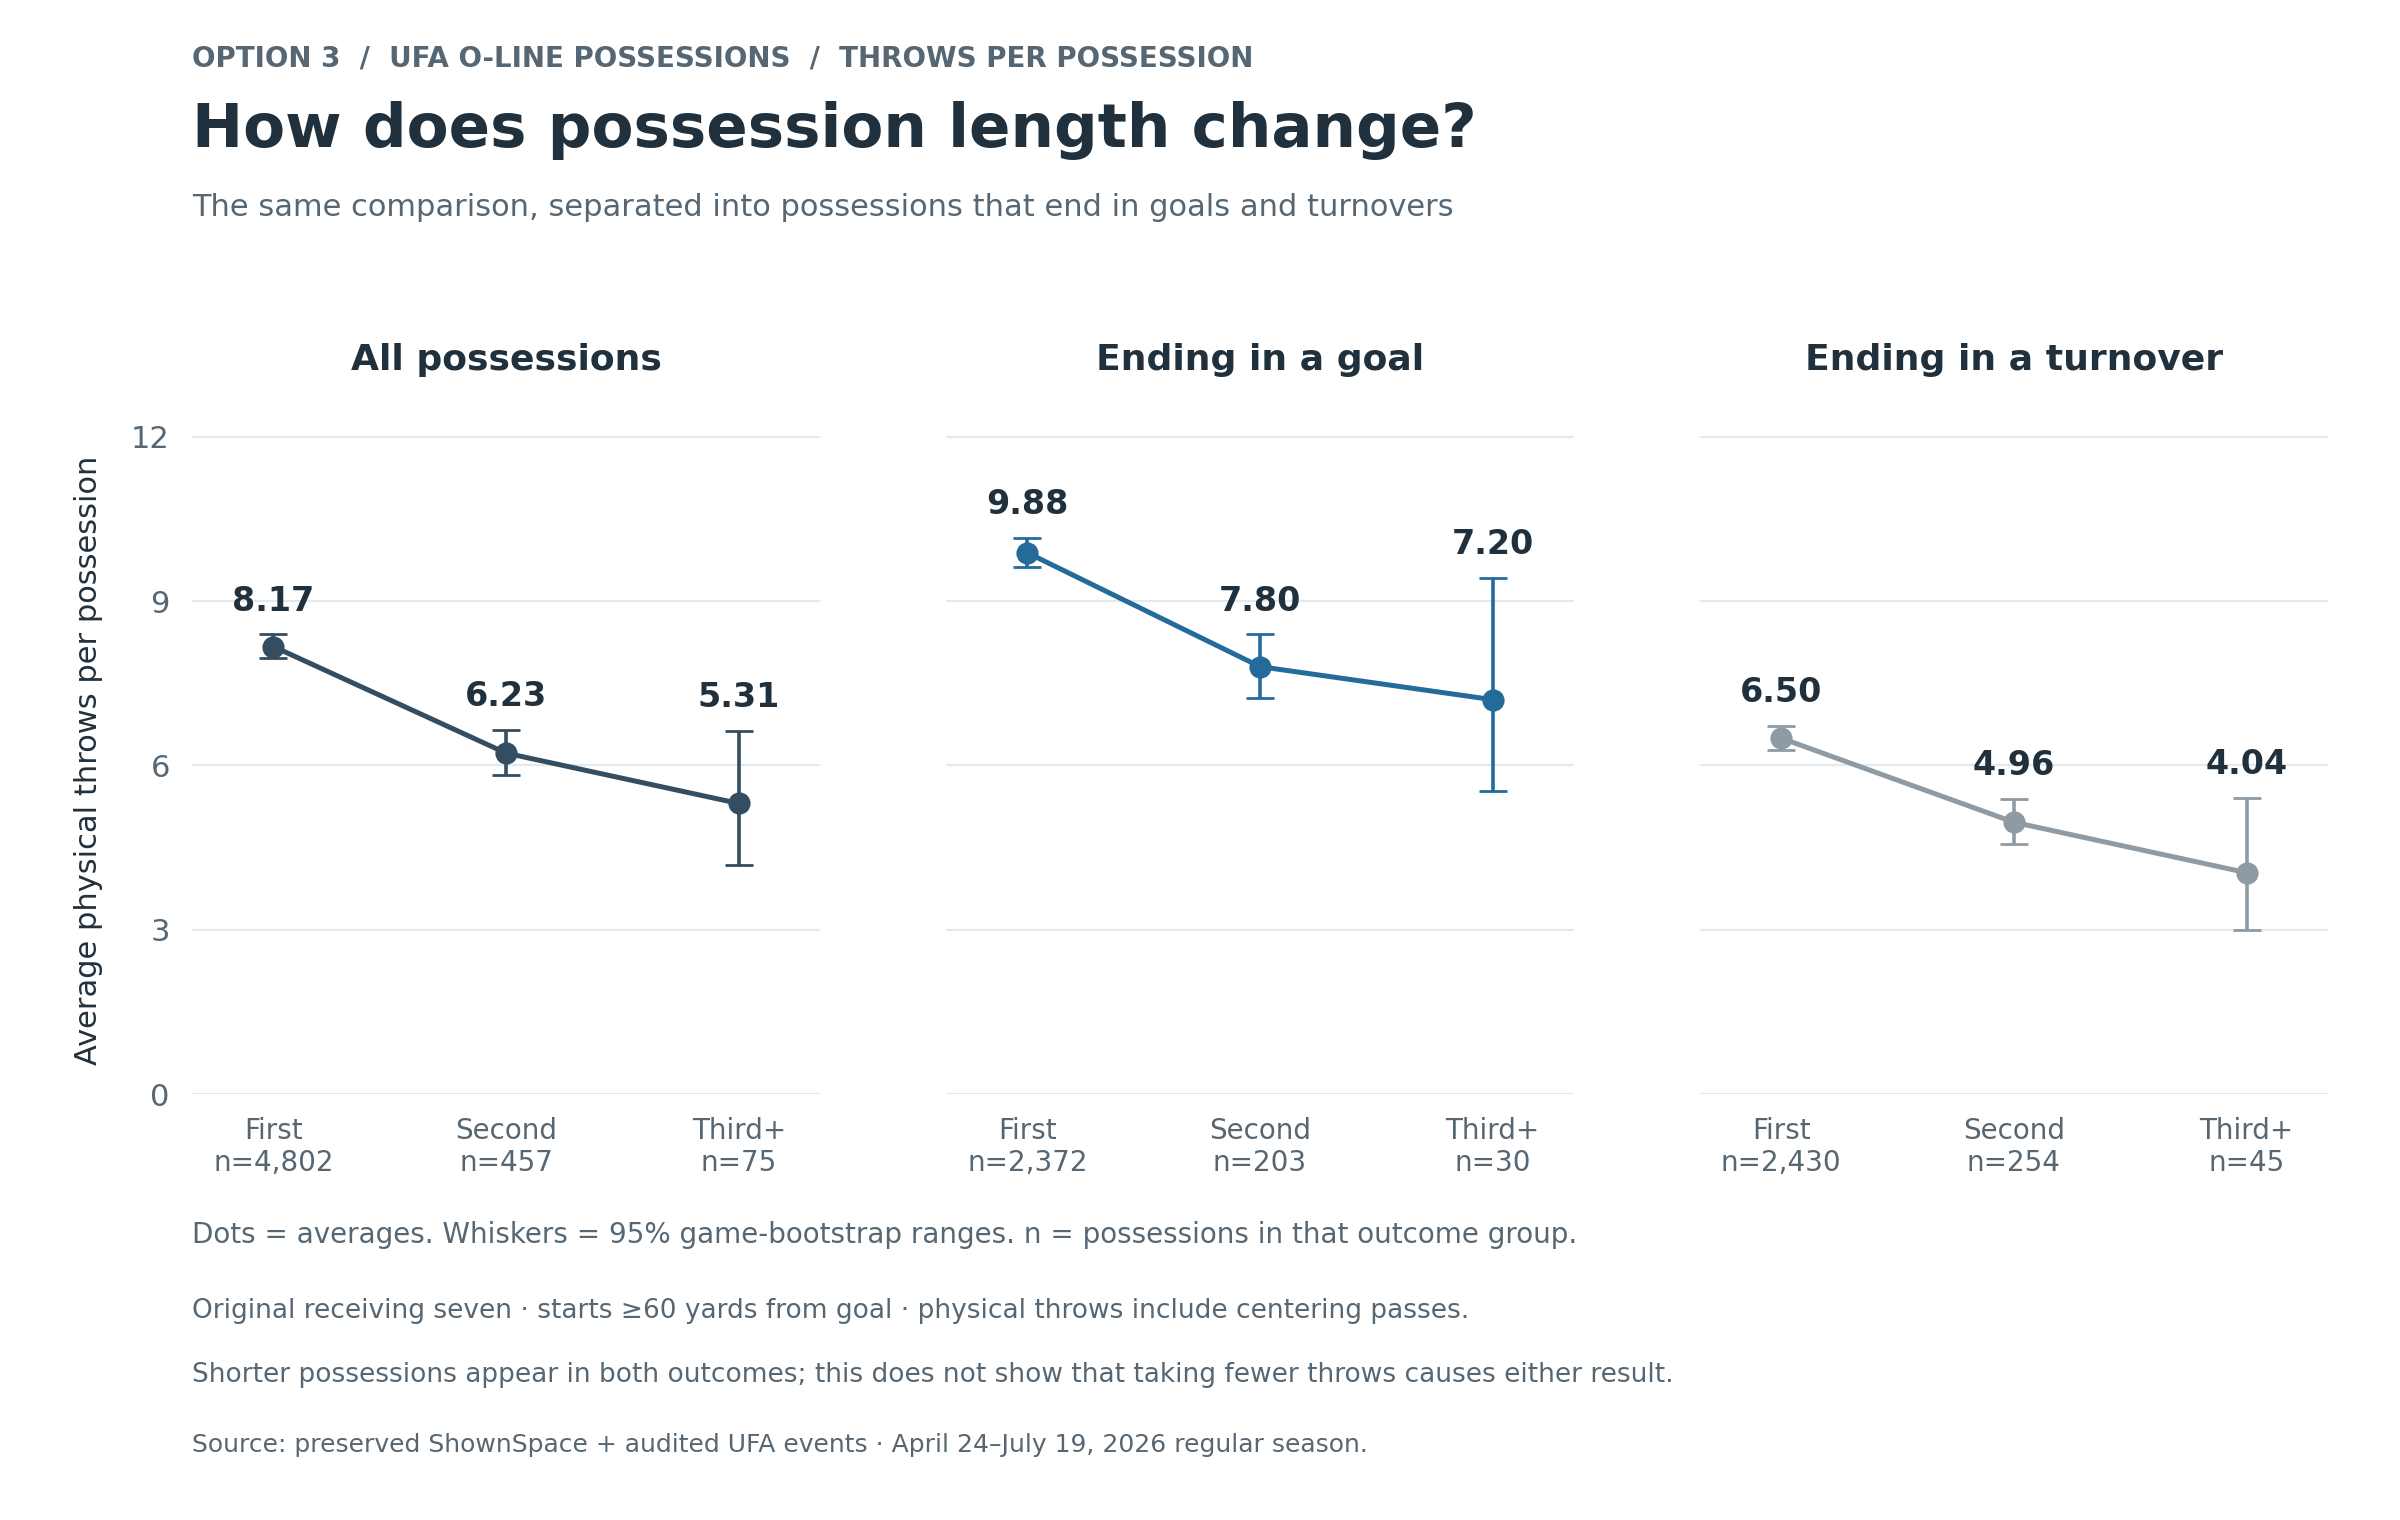 OPTION 3 / UFA O-LINE POSSESSIONS / THROWS PER POSSESSION
How does possession length change?
The same comparison, separated into possessions that end in goals and turnovers
All possessions
Ending in a goal
Ending in a turnover
Average physical throws per possession
12
9
6
3
0
8.17
6.23
5.31
9.88
7.80
7.20
6.50
4.96
4.04
First
n=4,802
Second
n=457
Third+
n=75
First
n=2,372
Second
n=203
Third+
n=30
First
n=2,430
Second
n=254
Third+
n=45
Dots = averages. Whiskers = 95% game-bootstrap ranges. n = possessions in that outcome group.
Original receiving seven · starts ≥60 yards from goal · physical throws include centering passes.
Shorter possessions appear in both outcomes; this does not show that taking fewer throws causes either result.
Source: preserved ShownSpace + audited UFA events · April 24–July 19, 2026 regular season.